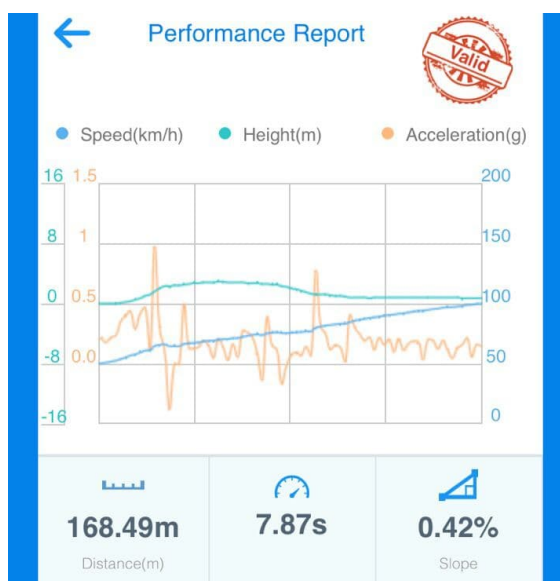 Performance Report
Valid
Speed(km/h) Height(m) Acceleration(g)
16 1.5 200
8 1 150
0 0.5 100
-8 0.0 50
-16 0
168.49m 7.87s 0.42%
Distance(m) Slope